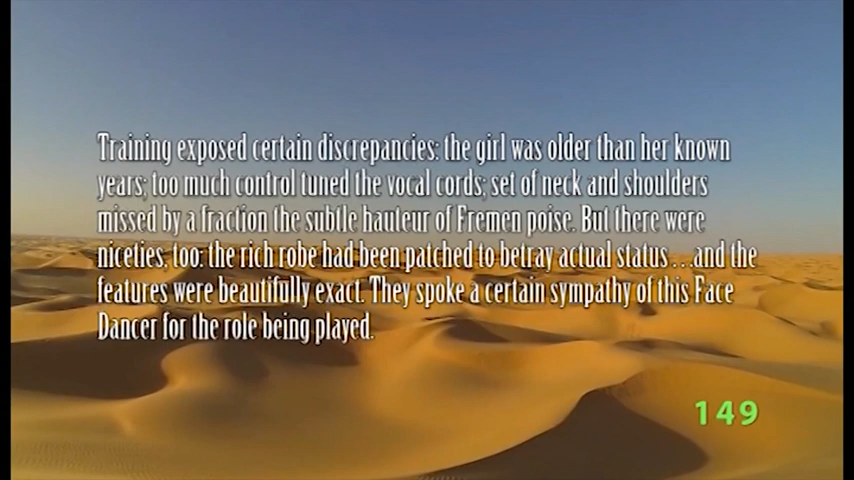 Training exposed certain discrepancies: the girl was older than her known
years; too much control tuned the vocal cords; set of neck and shoulders
missed by a fraction the subtle hauteur of Fremen poise. But there were
niceties, too: the rich robe had been patched to betray actual status . . . and the
features were beautifully exact. They spoke a certain sympathy of this Face
Dancer for the role being played.
149